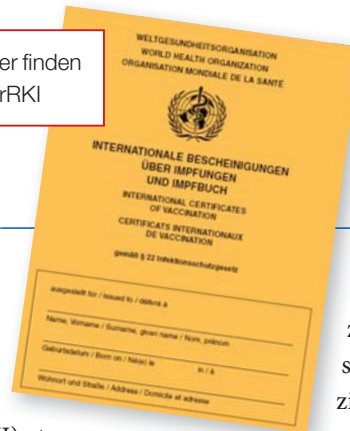 er finden
rRKI
WELTGESUNDHEITSORGANISATION
WORLD HEALTH ORGANIZATION
ORGANISATION MONDIALE DE LA SANTÉ
INTERNATIONALE BESCHEINIGUNGEN
ÜBER IMPFUNGEN
UND IMPFBUCH
INTERNATIONAL CERTIFICATES
OF VACCINATION
CERTIFICATS INTERNATIONAUX
DE VACCINATION
gemäß § 22 Infektionsschutzgesetz
ausgestellt für / issued to / délivré à
Name, Vorname / Surname, given name / Nom, prénom
Geburtsdatum / Born on / Né(e) le in / à
Wohnort und Straße / Address / Domicile et adresse
z
s
zi